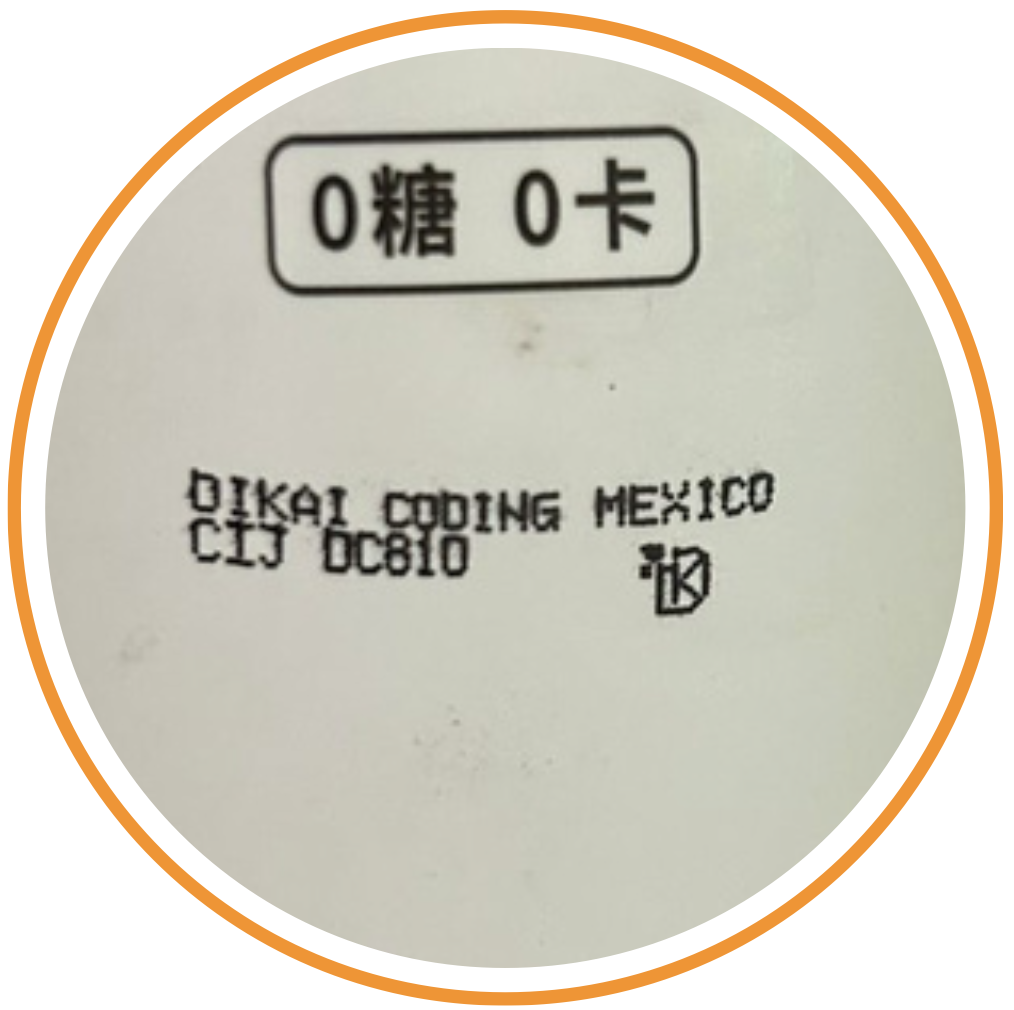 0糖 0卡
DIKAI CODING MEXICO
CIJ DC810